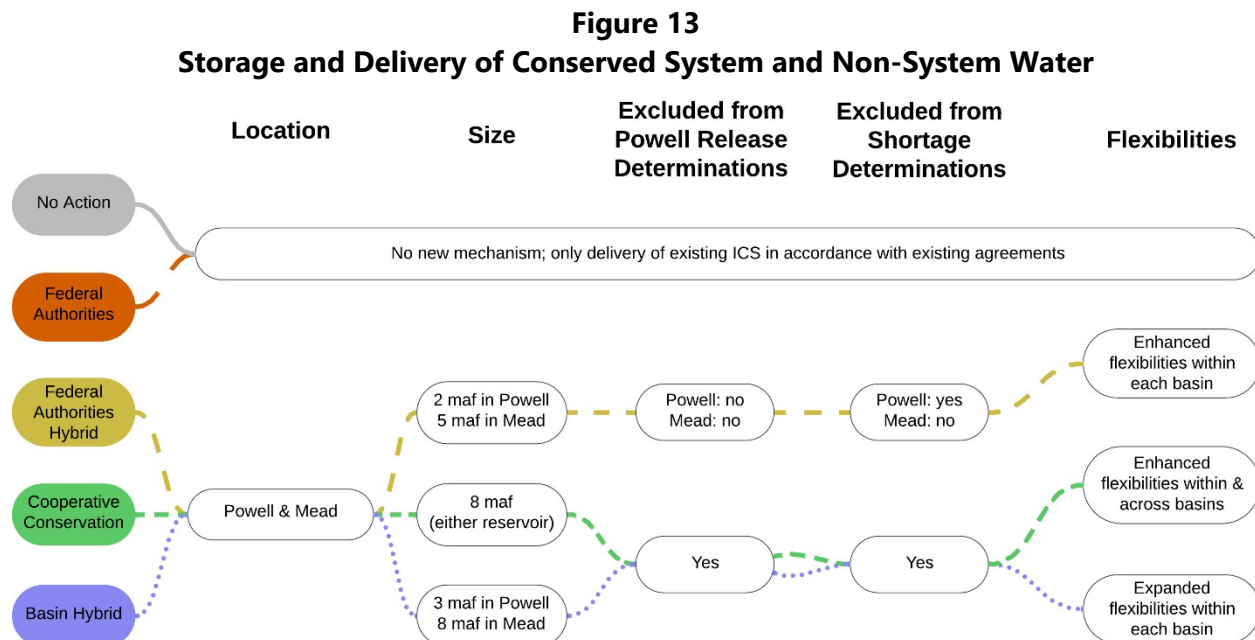 Figure 13
Storage and Delivery of Conserved System and Non-System Water
Location
Size
Excluded from
Powell Release
Determinations
Excluded from
Shortage
Determinations
Flexibilities
No Action
No new mechanism; only delivery of existing ICS in accordance with existing agreements
Federal
Authorities
Federal
Authorities
Hybrid
2 maf in Powell
5 maf in Mead
Powell: no
Mead: no
Powell: yes
Mead: no
Enhanced
flexibilities within
each basin
Cooperative
Conservation
Powell & Mead
8 maf
(either reservoir)
Enhanced
flexibilities within &
across basins
Yes
Yes
Basin Hybrid
3 maf in Powell
8 maf in Mead
Expanded
flexibilities within
each basin